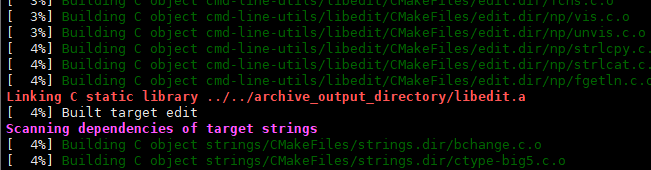 [  3%] Building C object cmd-line-utils/libedit/CMakeFiles/edit.dir/fcns.c.o
[  3%] Building C object cmd-line-utils/libedit/CMakeFiles/edit.dir/np/vis.c.o
[  3%] Building C object cmd-line-utils/libedit/CMakeFiles/edit.dir/np/unvis.c.o
[  4%] Building C object cmd-line-utils/libedit/CMakeFiles/edit.dir/np/strlcpy.c.
[  4%] Building C object cmd-line-utils/libedit/CMakeFiles/edit.dir/np/strlcat.c.
[  4%] Building C object cmd-line-utils/libedit/CMakeFiles/edit.dir/np/fgetln.c.o
Linking C static library ../../archive_output_directory/libedit.a
[  4%] Built target edit
Scanning dependencies of target strings
[  4%] Building C object strings/CMakeFiles/strings.dir/bchange.c.o
[  4%] Building C object strings/CMakeFiles/strings.dir/ctype-big5.c.o